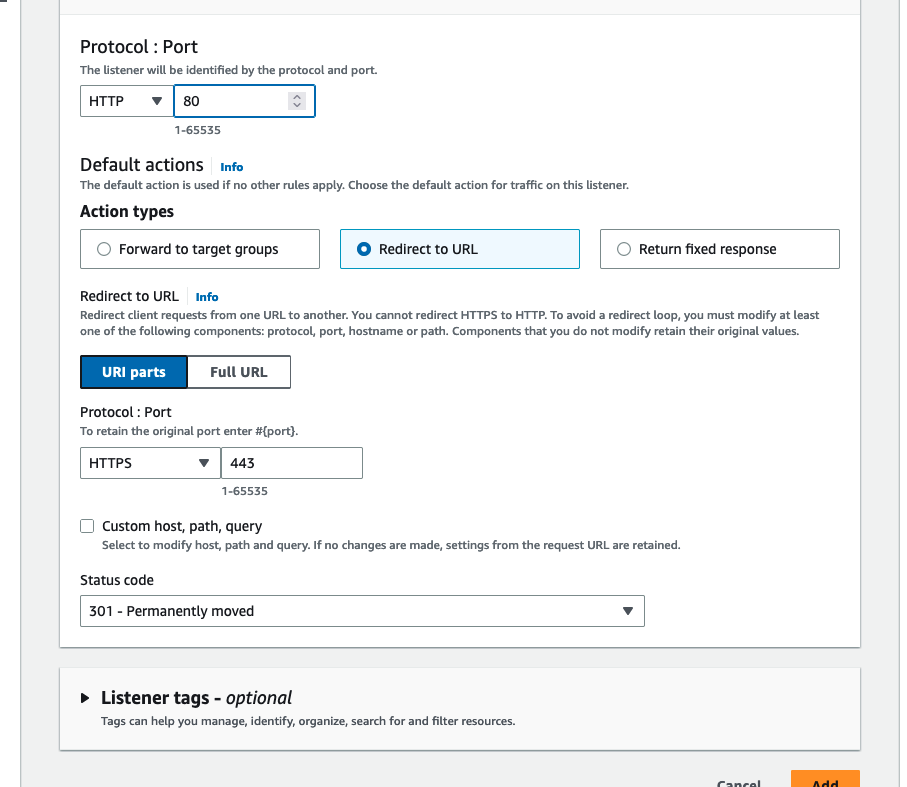 Protocol : Port
The listener will be identified by the protocol and port.
HTTP 80
1-65535
Default actions Info
The default action is used if no other rules apply. Choose the default action for traffic on this listener.
Action types
Forward to target groups Redirect to URL Return fixed response
Redirect to URL Info
Redirect client requests from one URL to another. You cannot redirect HTTPS to HTTP. To avoid a redirect loop, you must modify at least
one of the following components: protocol, port, hostname or path. Components that you do not modify retain their original values.
URI parts Full URL
Protocol : Port
To retain the original port enter #{port}.
HTTPS 443
1-65535
Custom host, path, query
Select to modify host, path and query. If no changes are made, settings from the request URL are retained.
Status code
301 - Permanently moved
Listener tags - optional
Tags can help you manage, identify, organize, search for and filter resources.
Cancel Add